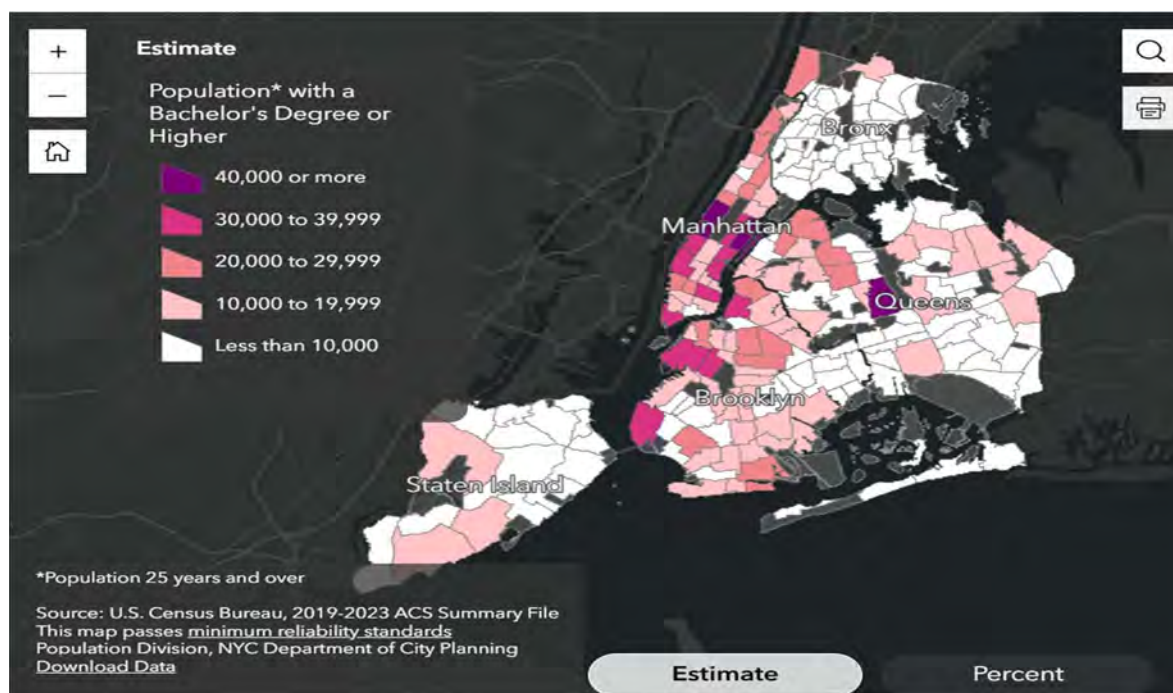 +
–
Estimate
Population* with a
Bachelor's Degree or
Higher
40,000 or more
30,000 to 39,999
20,000 to 29,999
10,000 to 19,999
Less than 10,000
Bronx
Manhattan
Queens
Brooklyn
Staten Island
*Population 25 years and over
Source: U.S. Census Bureau, 2019-2023 ACS Summary File
This map passes minimum reliability standards
Population Division, NYC Department of City Planning
Download Data
Estimate
Percent